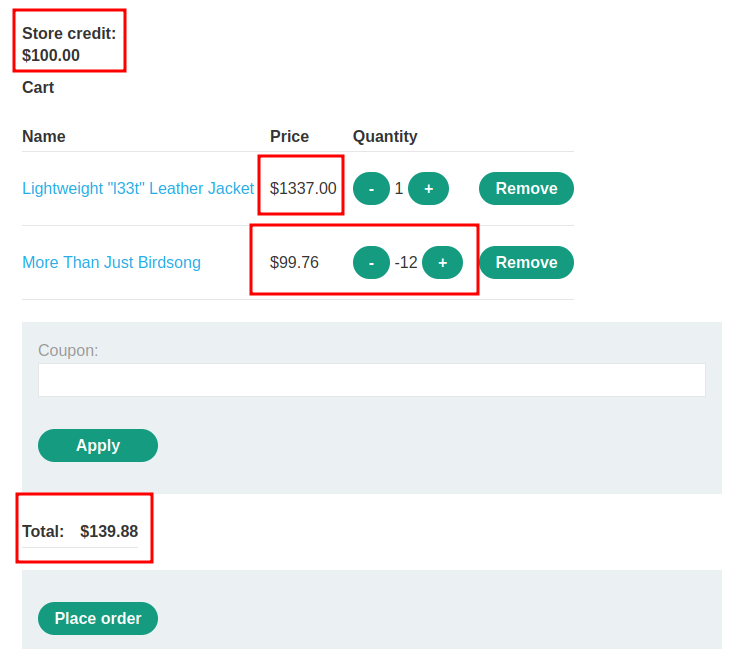 Store credit:
$100.00
Cart
Name Price Quantity
Lightweight "l33t" Leather Jacket $1337.00 - 1 + Remove
More Than Just Birdsong $99.76 - -12 + Remove
Coupon:
Apply
Total: $139.88
Place order